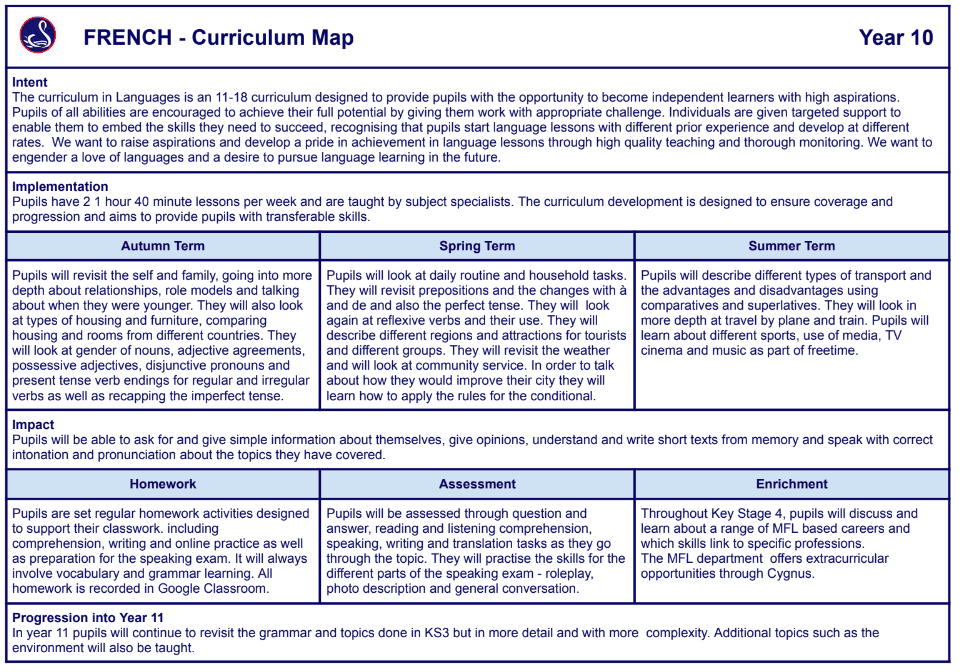 FRENCH - Curriculum Map
Year 10
Intent
The curriculum in Languages is an 11-18 curriculum designed to provide pupils with the opportunity to become independent learners with high aspirations.
Pupils of all abilities are encouraged to achieve their full potential by giving them work with appropriate challenge. Individuals are given targeted support to
enable them to embed the skills they need to succeed, recognising that pupils start language lessons with different prior experience and develop at different
rates. We want to raise aspirations and develop a pride in achievement in language lessons through high quality teaching and thorough monitoring. We want to
engender a love of languages and a desire to pursue language learning in the future.
Implementation
Pupils have 2 1 hour 40 minute lessons per week and are taught by subject specialists. The curriculum development is designed to ensure coverage and
progression and aims to provide pupils with transferable skills.
Autumn Term
Pupils will revisit the self and family, going into more
depth about relationships, role models and talking
about when they were younger. They will also look
at types of housing and furniture, comparing
housing and rooms from different countries. They
will look at gender of nouns, adjective agreements,
possessive adjectives, disjunctive pronouns and
present tense verb endings for regular and irregular
verbs as well as recapping the imperfect tense.
Spring Term
Pupils will look at daily routine and household tasks.
They will revisit prepositions and the changes with à
and de and also the perfect tense. They will look
again at reflexive verbs and their use. They will
describe different regions and attractions for tourists
and different groups. They will revisit the weather
and will look at community service. In order to talk
about how they would improve their city they will
learn how to apply the rules for the conditional.
Summer Term
Pupils will describe different types of transport and
the advantages and disadvantages using
comparatives and superlatives. They will look in
more depth at travel by plane and train. Pupils will
learn about different sports, use of media, TV
cinema and music as part of freetime.
Impact
Pupils will be able to ask for and give simple information about themselves, give opinions, understand and write short texts from memory and speak with correct
intonation and pronunciation about the topics they have covered.
Homework
Pupils are set regular homework activities designed
to support their classwork. including
comprehension, writing and online practice as well
as preparation for the speaking exam. It will always
involve vocabulary and grammar learning. All
homework is recorded in Google Classroom.
Assessment
Pupils will be assessed through question and
answer, reading and listening comprehension,
speaking, writing and translation tasks as they go
through the topic. They will practise the skills for the
different parts of the speaking exam - roleplay,
photo description and general conversation.
Enrichment
Throughout Key Stage 4, pupils will discuss and
learn about a range of MFL based careers and
which skills link to specific professions.
The MFL department offers extracurricular
opportunities through Cygnus.
Progression into Year 11
In year 11 pupils will continue to revisit the grammar and topics done in KS3 but in more detail and with more complexity. Additional topics such as the
environment will also be taught.